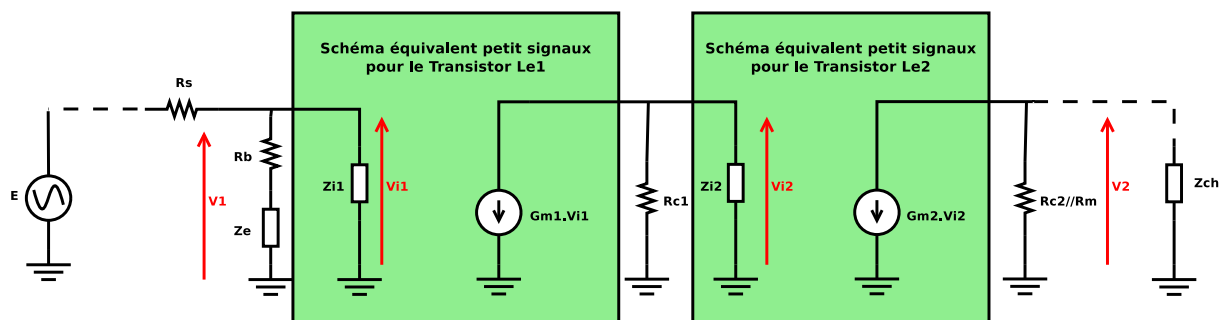 Schéma équivalent petit signaux
pour le Transistor Le1
Schéma équivalent petit signaux
pour le Transistor Le2
Rs
Rb
Ze
E
V1
Zi1
Vi1
Gm1.Vi1
Rc1
Zi2
Vi2
Gm2.Vi2
Rc2//Rm
V2
Zch